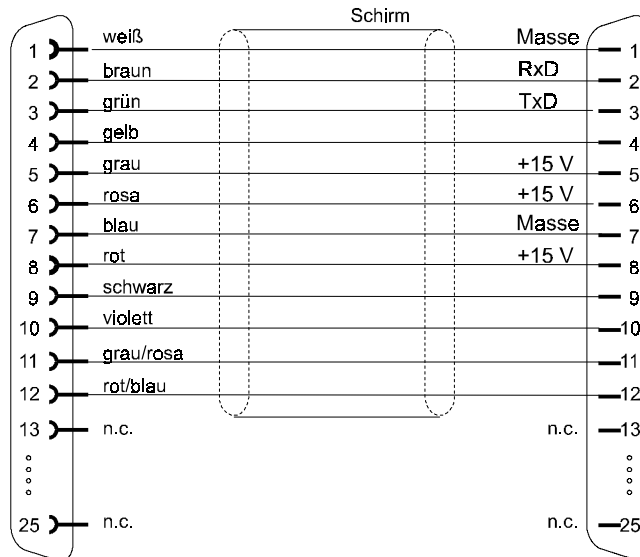 Schirm
1 weiß Masse 1
2 braun RxD 2
3 grün TxD 3
4 gelb 4
5 grau +15 V 5
6 rosa +15 V 6
7 blau Masse 7
8 rot +15 V 8
9 schwarz 9
10 violett 10
11 grau/rosa 11
12 rot/blau 12
13 n.c. n.c. 13
25 n.c. n.c. 25